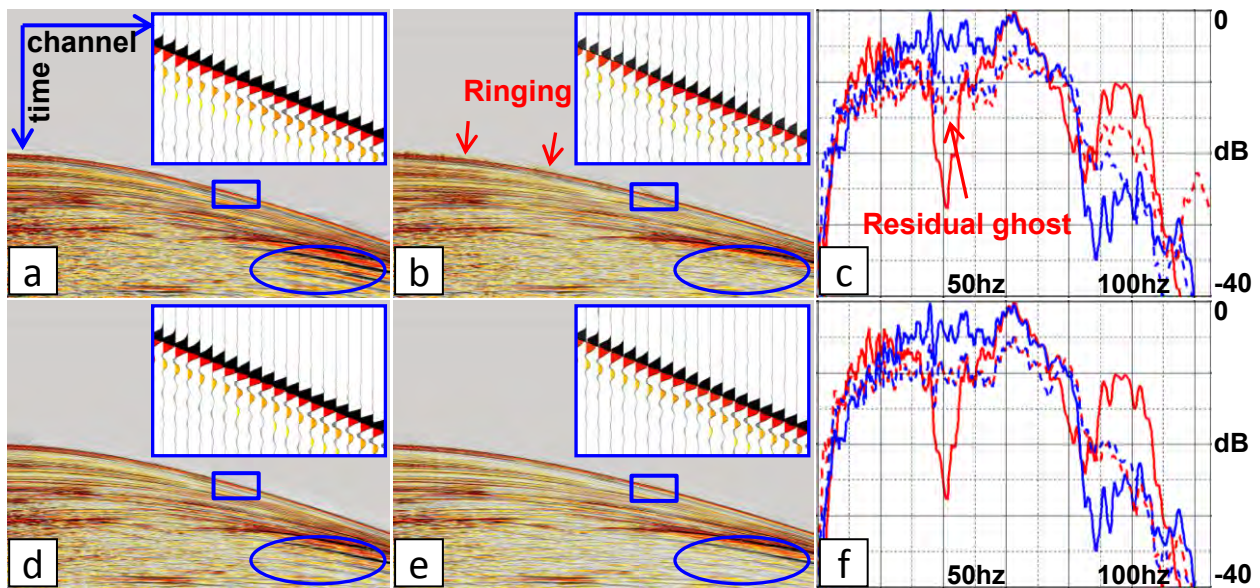 channel
time
a
Ringing
b
0
dB
Residual ghost
50hz
100hz
-40
c
d
e
0
dB
50hz
100hz
-40
f